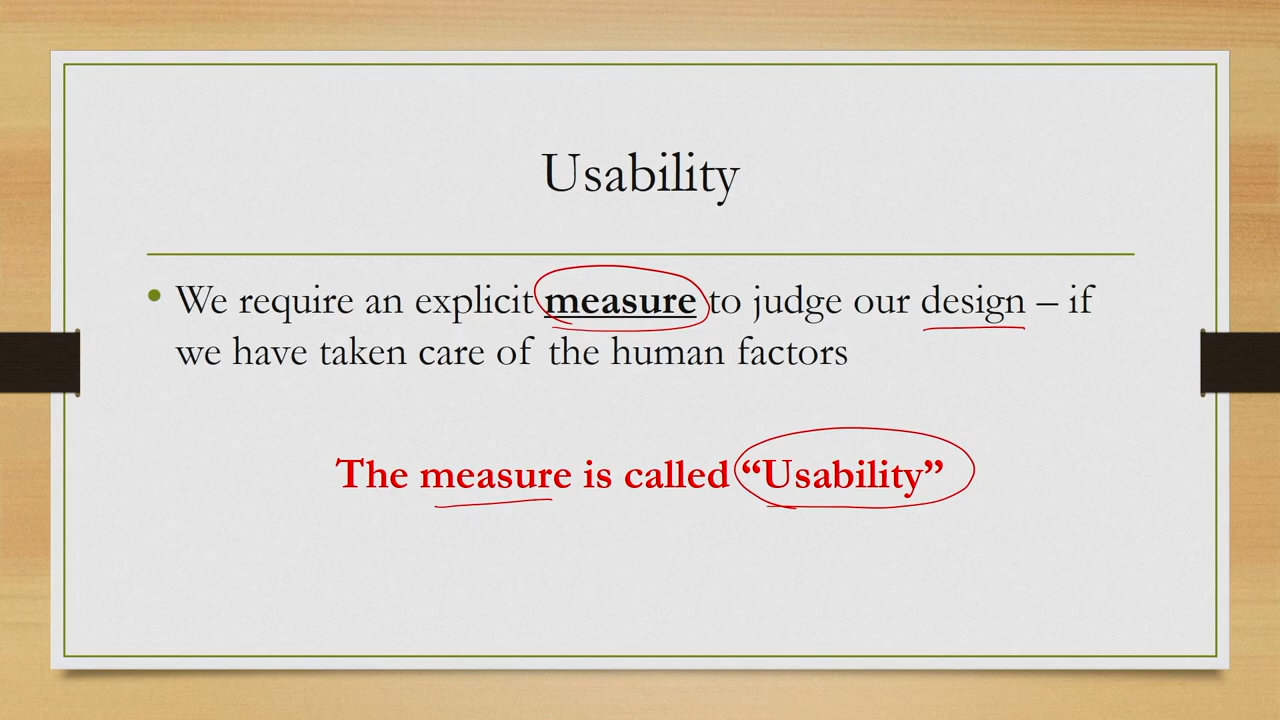 Usability
• We require an explicit measure to judge our design – if
we have taken care of the human factors
The measure is called “Usability”